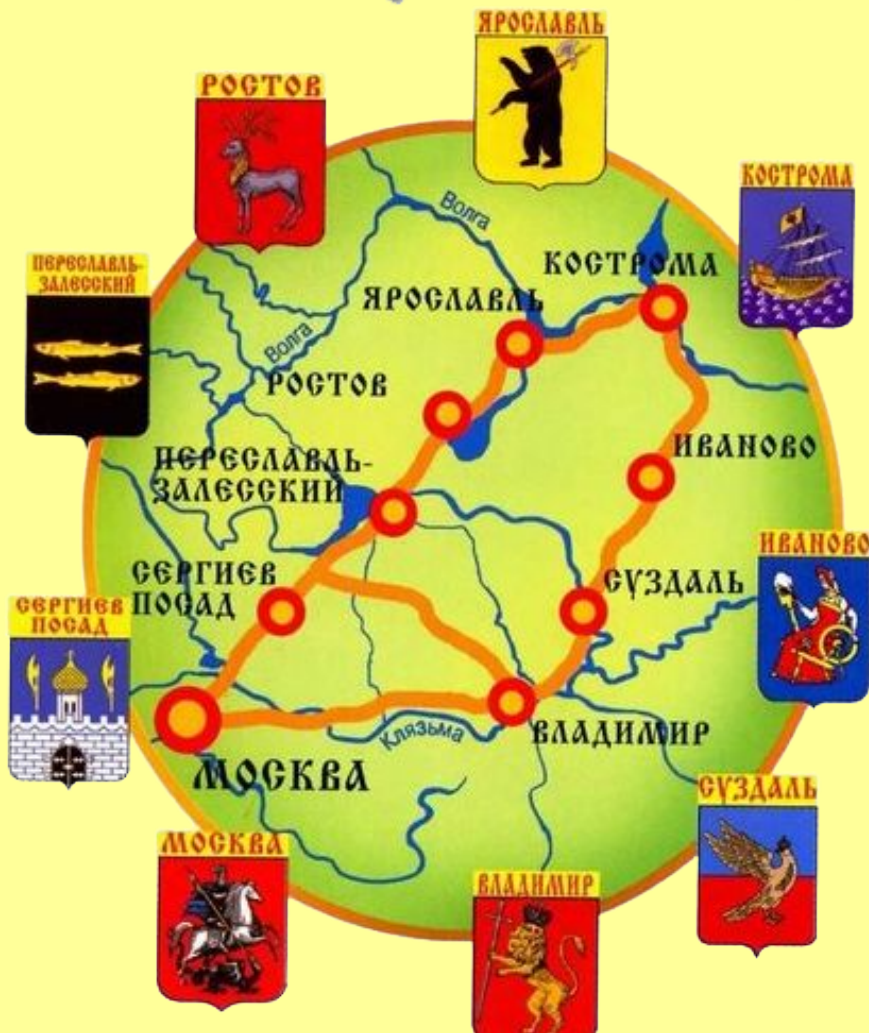 ЯРОСЛАВЛЬ
РОСТОВ
КОСТРОМА
ПЕРЕСЛАВЛЬ-
ЗАЛЕССКИЙ
Волга
КОСТРОМА
ЯРОСЛАВЛЬ
Волга
РОСТОВ
ИВАНОВО
ПЕРЕСЛАВЛЬ-
ЗАЛЕССКИЙ
ИВАНОВО
СЕРГИЕВ
ПОСАД
СУЗДАЛЬ
СЕРГИЕВ
ПОСАД
Клязьма
ВЛАДИМИР
МОСКВА
СУЗДАЛЬ
МОСКВА
ВЛАДИМИР